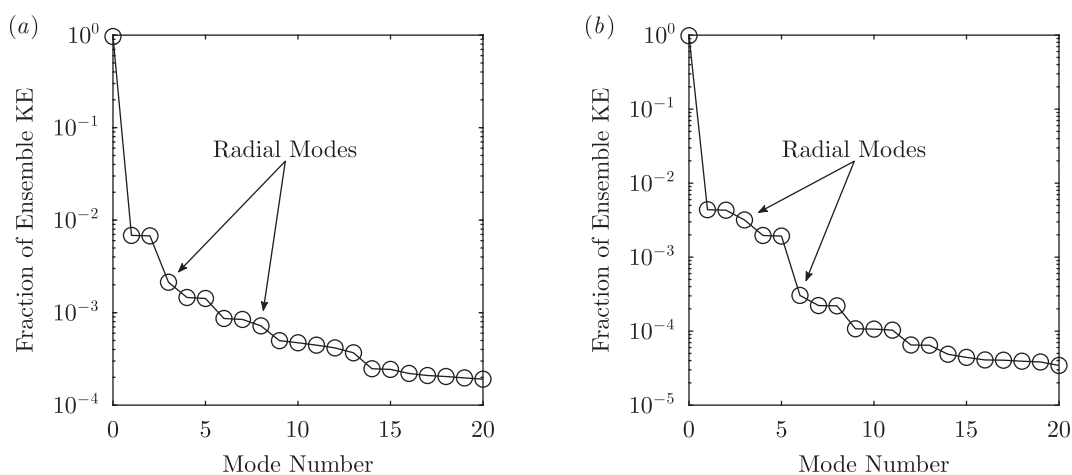 (a)
Fraction of Ensemble KE
10^0
10^-1
10^-2
10^-3
10^-4
Radial Modes
0 5 10 15 20
Mode Number
(b)
Fraction of Ensemble KE
10^0
10^-1
10^-2
10^-3
10^-4
10^-5
Radial Modes
0 5 10 15 20
Mode Number